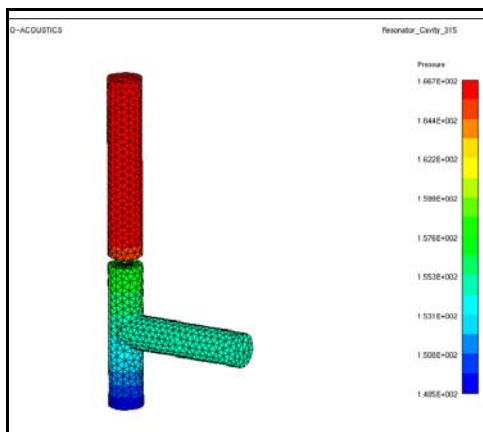 D-ACOUSTICS
Resonator_Cavity_315
Pressure
1.667E+002
1.644E+002
1.622E+002
1.599E+002
1.576E+002
1.553E+002
1.531E+002
1.508E+002
1.485E+002